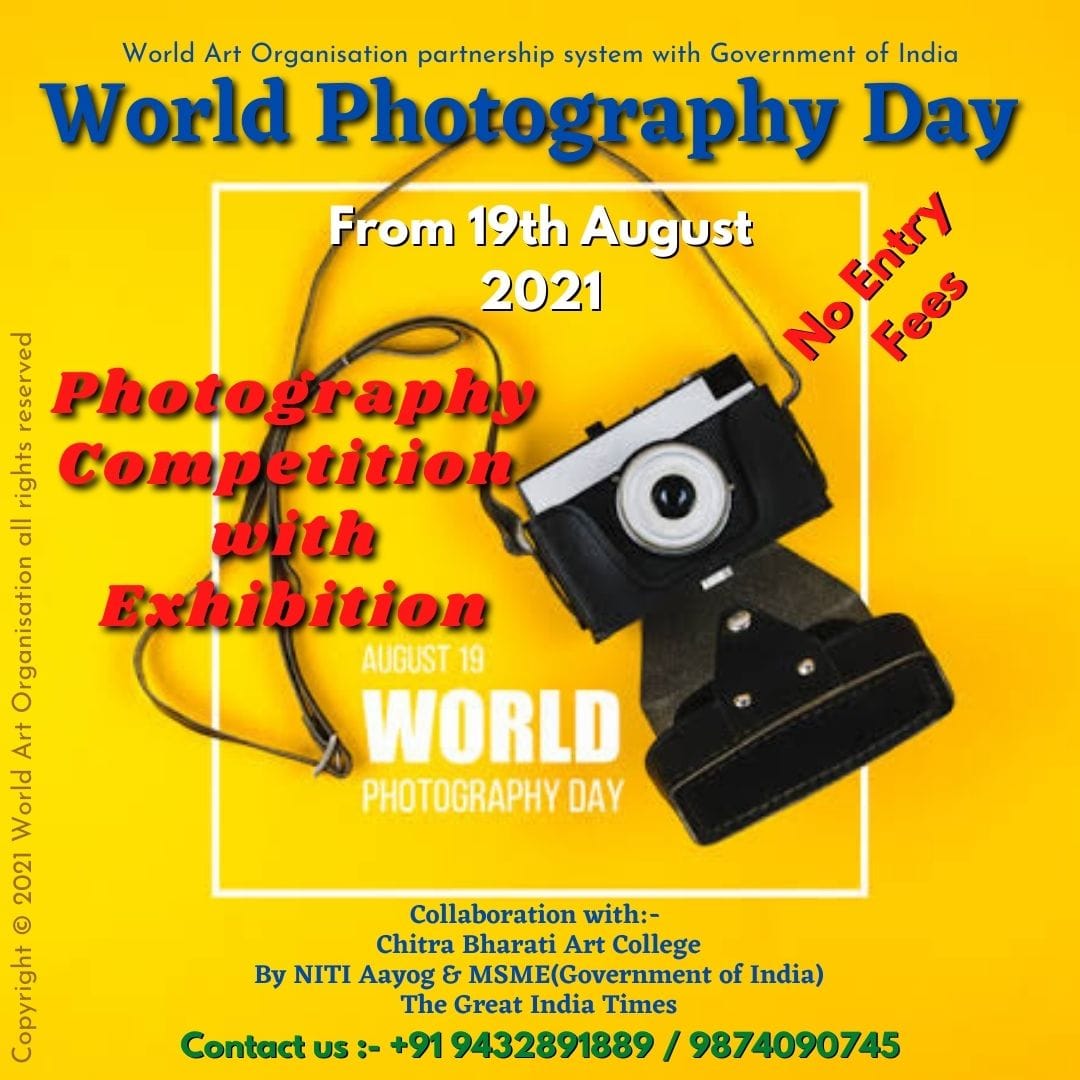 World Art Organisation partnership system with Government of India
World Photography Day
From 19th August
2021
No Entry
Fees
Photography
Competition
with
Exhibition
AUGUST 19
WORLD
PHOTOGRAPHY DAY
Collaboration with:-
Chitra Bharati Art College
By NITI Aayog & MSME(Government of India)
The Great India Times
Contact us :- +91 9432891889 / 9874090745
Copyright © 2021 World Art Organisation all rights reserved